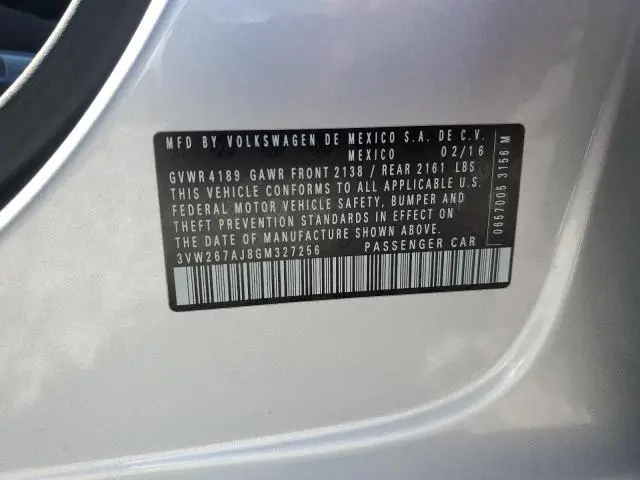 MFD BY VOLKSWAGEN DE MEXICO S.A. DE C.V.
MEXICO 02/16
GVWR 4189 GAWR FRONT 2138 / REAR 2161 LBS
THIS VEHICLE CONFORMS TO ALL APPLICABLE U.S.
FEDERAL MOTOR VEHICLE SAFETY, BUMPER AND
THEFT PREVENTION STANDARDS IN EFFECT ON
THE DATE OF MANUFACTURE SHOWN ABOVE.
3VW267AJ8GM327256 PASSENGER CAR
0657005 3156 M